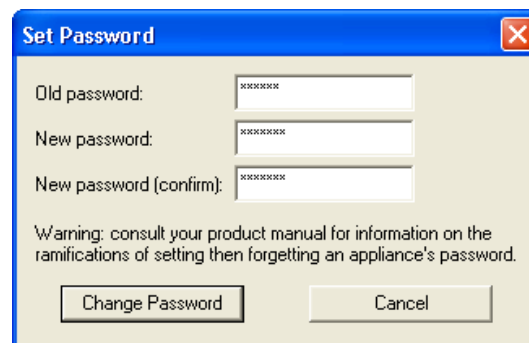 Set Password
Old password: ******
New password: *******
New password (confirm): *******
Warning: consult your product manual for information on the
ramifications of setting then forgetting an appliance's password.
Change Password Cancel